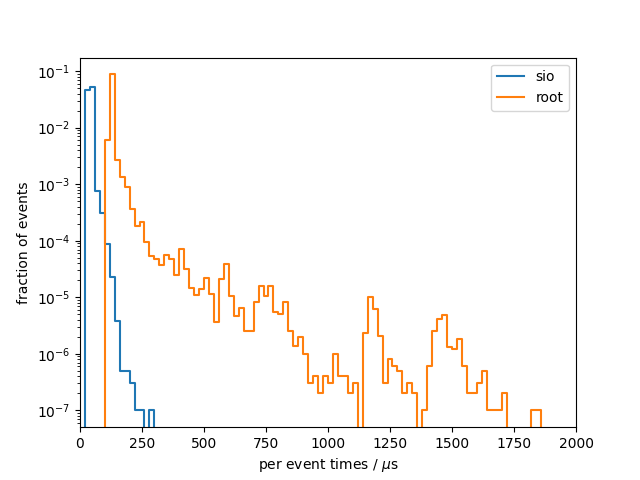 sio
root
fraction of events
10⁻¹
10⁻²
10⁻³
10⁻⁴
10⁻⁵
10⁻⁶
10⁻⁷
0 250 500 750 1000 1250 1500 1750 2000
per event times / μs